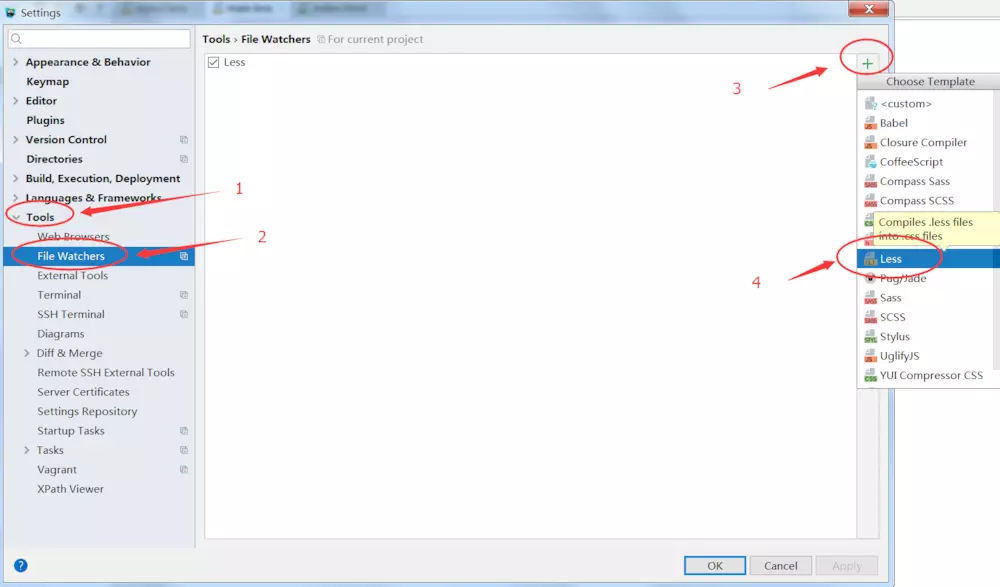 Settings
Tools › File Watchers For current project
Appearance & Behavior
Keymap
Editor
Plugins
Version Control
Directories
Build, Execution, Deployment
Languages & Frameworks
Tools
Web Browsers
File Watchers
External Tools
Terminal
SSH Terminal
Diagrams
Diff & Merge
Remote SSH External Tools
Server Certificates
Settings Repository
Startup Tasks
Tasks
Vagrant
XPath Viewer
1
2
Less
3
Choose Template
<custom>
Babel
Closure Compiler
CoffeeScript
Compass Sass
Compass SCSS
Compiles .less files
into .css files
Less
4
Pug/Jade
Sass
SCSS
Stylus
UglifyJS
YUI Compressor CSS
?
OK
Cancel
Apply